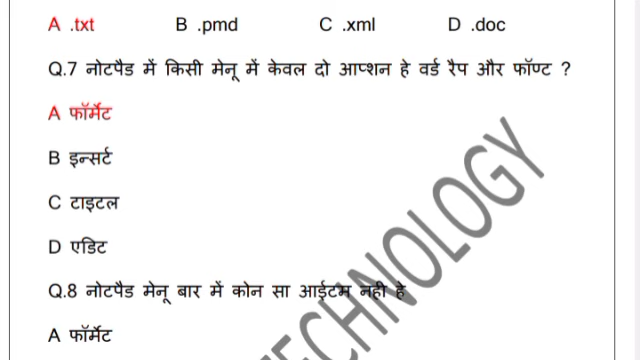 A .txt B .pmd C .xml D .doc
Q.7 नोटपैड में किसी मेनू में केवल दो आप्शन हे वर्ड रैप और फॉण्ट ?
A फॉर्मेट
B इन्सर्ट
C टाइटल
D एडिट
Q.8 नोटपैड मेनू बार में कोन सा आईटम नही हे
A फॉर्मेट
TECHNOLOGY